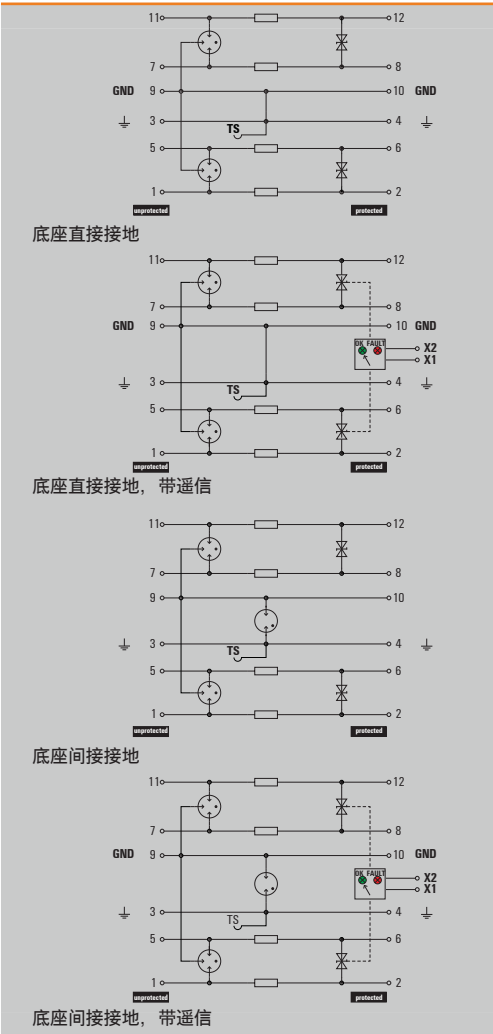 11 12
7 8
GND 9 10 GND
3 4
TS
5 6
1 2
unprotected protected
底座直接接地
11 12
7 8
GND 9 10 GND
OK FAULT
X2
X1
3 4
TS
5 6
1 2
unprotected protected
底座直接接地，带遥信
11 12
7 8
9 10
3 4
TS
5 6
1 2
unprotected protected
底座间接接地
11 12
7 8
GND 9 10 GND
OK FAULT
X2
X1
3 4
TS
5 6
1 2
unprotected protected
底座间接接地，带遥信